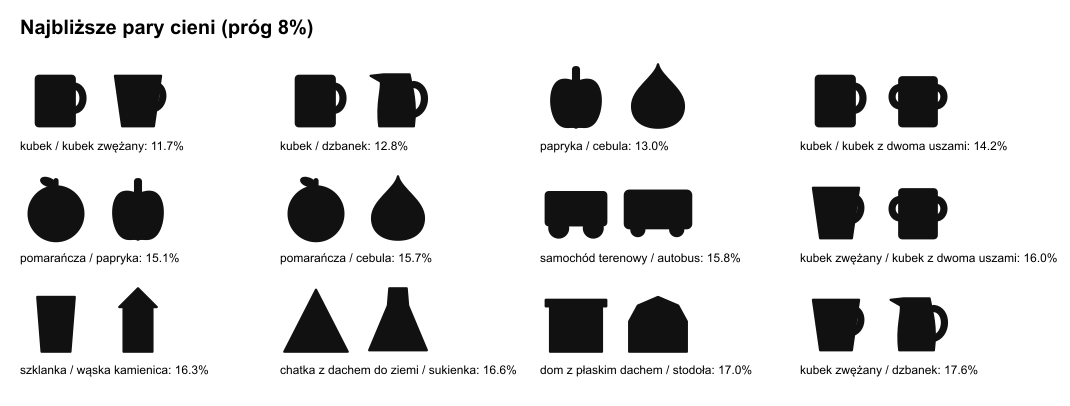 Najbliższe pary cieni (próg 8%)
kubek / kubek zwężany: 11.7%
kubek / dzbanek: 12.8%
papryka / cebula: 13.0%
kubek / kubek z dwoma uszami: 14.2%
pomarańcza / papryka: 15.1%
pomarańcza / cebula: 15.7%
samochód terenowy / autobus: 15.8%
kubek zwężany / kubek z dwoma uszami: 16.0%
szklanka / wąska kamienica: 16.3%
chatka z dachem do ziemi / sukienka: 16.6%
dom z płaskim dachem / stodoła: 17.0%
kubek zwężany / dzbanek: 17.6%